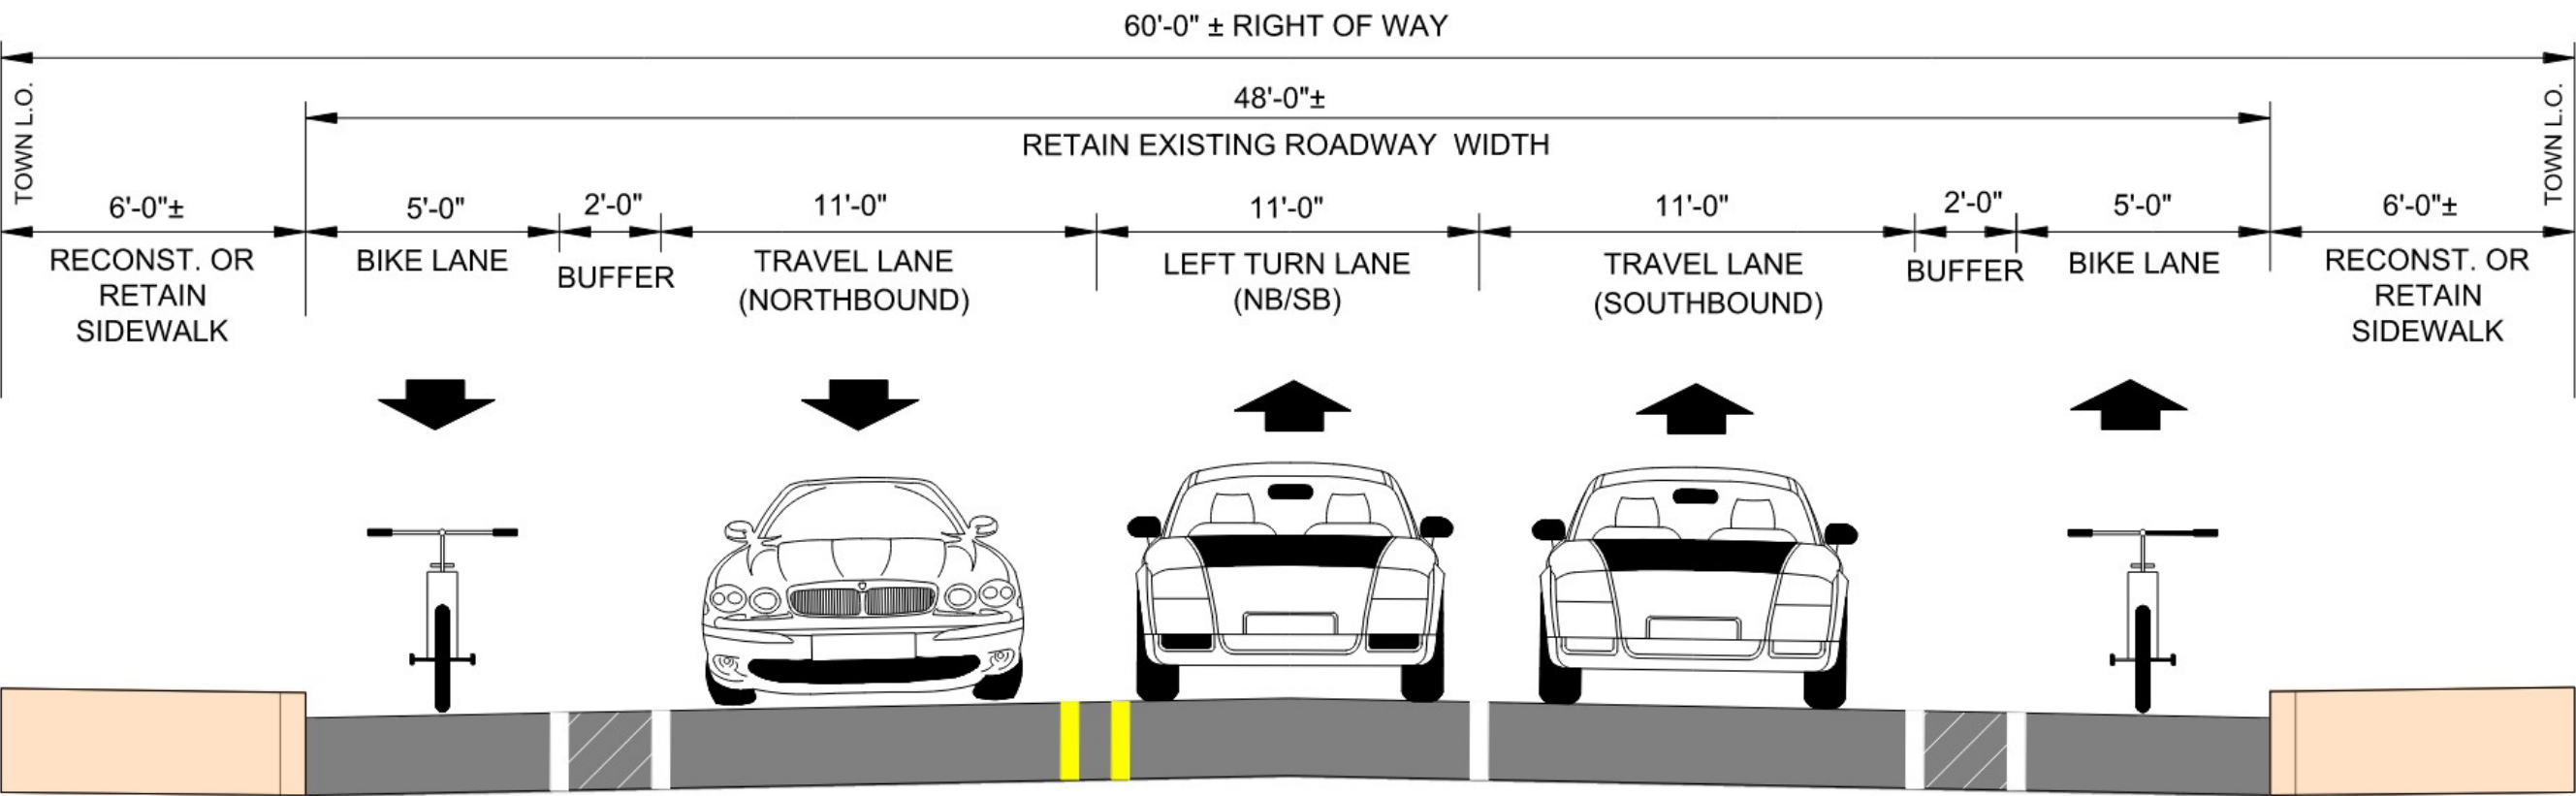 60'-0" ± RIGHT OF WAY
48'-0"±
RETAIN EXISTING ROADWAY WIDTH
TOWN L.O.
6'-0"±
RECONST. OR
RETAIN
SIDEWALK
5'-0"
BIKE LANE
2'-0"
BUFFER
11'-0"
TRAVEL LANE
(NORTHBOUND)
11'-0"
LEFT TURN LANE
(NB/SB)
11'-0"
TRAVEL LANE
(SOUTHBOUND)
2'-0"
BUFFER
5'-0"
BIKE LANE
6'-0"±
RECONST. OR
RETAIN
SIDEWALK
TOWN L.O.